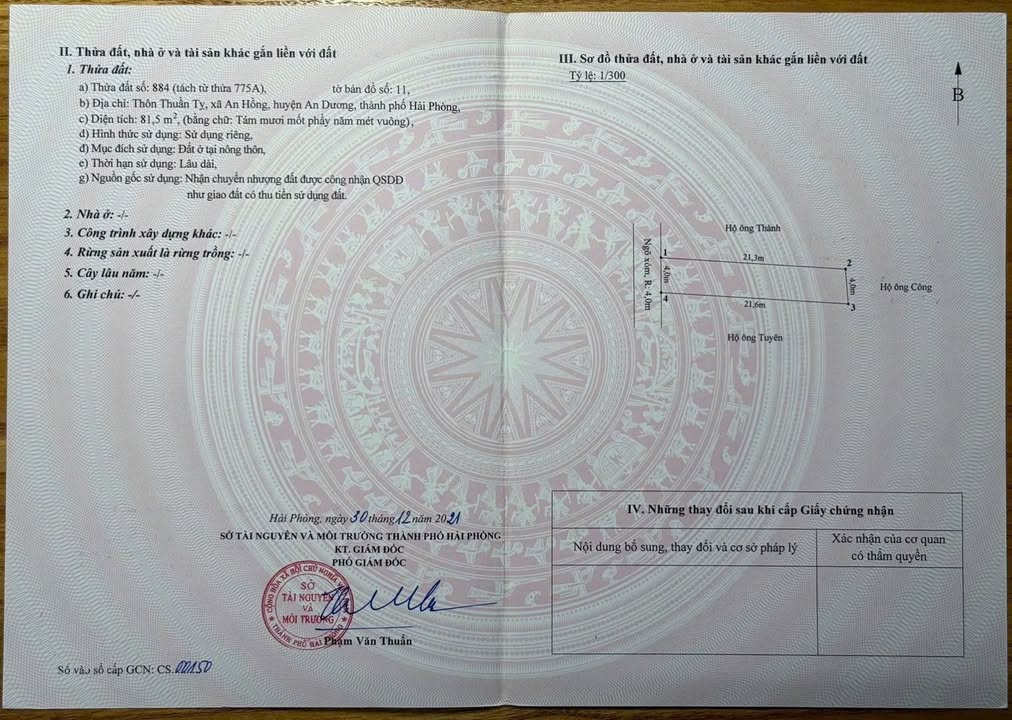 II. Thửa đất, nhà ở và tài sản khác gắn liền với đất
1. Thửa đất:
a) Thửa đất số: 884 (tách từ thửa 775A), tờ bản đồ số: 11,
b) Địa chỉ: Thôn Thuần Tỵ, xã An Hồng, huyện An Dương, thành phố Hải Phòng,
c) Diện tích: 81,5 m², (bằng chữ: Tám mươi mốt phẩy năm mét vuông),
d) Hình thức sử dụng: Sử dụng riêng,
đ) Mục đích sử dụng: Đất ở tại nông thôn,
e) Thời hạn sử dụng: Lâu dài,
g) Nguồn gốc sử dụng: Nhận chuyển nhượng đất được công nhận QSDĐ
như giao đất có thu tiền sử dụng đất.
2. Nhà ở: -/-
3. Công trình xây dựng khác: -/-
4. Rừng sản xuất là rừng trồng: -/-
5. Cây lâu năm: -/-
6. Ghi chú: -/-
Hải Phòng, ngày 30 tháng 12 năm 2021
SỞ TÀI NGUYÊN VÀ MÔI TRƯỜNG THÀNH PHỐ HẢI PHÒNG
KT. GIÁM ĐỐC
PHÓ GIÁM ĐỐC
CỘNG HÒA XÃ HỘI CHỦ NGHĨA
SỞ
TÀI NGUYÊN
VÀ
MÔI TRƯỜNG
THÀNH PHỐ HẢI PHÒNG
Phạm Văn Thuấn
Số vào sổ cấp GCN: CS.00150
III. Sơ đồ thửa đất, nhà ở và tài sản khác gắn liền với đất
Tỷ lệ: 1/300
B
Hộ ông Thành
1
21,3m
2
Ngõ xóm, R: 4,0m
4,0m
4,0m
Hộ ông Công
4
21,6m
3
Hộ ông Tuyên
IV. Những thay đổi sau khi cấp Giấy chứng nhận
Nội dung bổ sung, thay đổi và cơ sở pháp lý
Xác nhận của cơ quan
có thẩm quyền